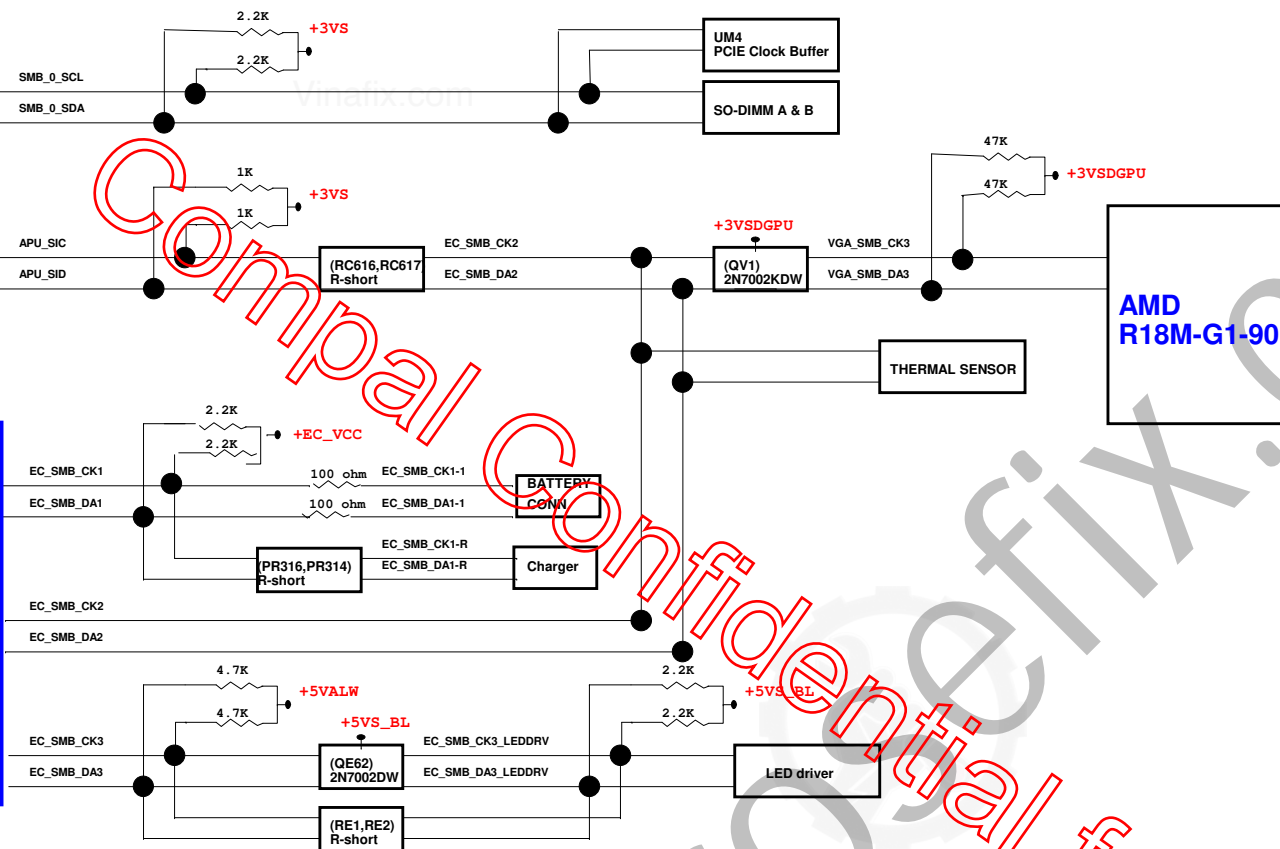 2.2K
+3VS
2.2K
UM4
PCIE Clock Buffer
SMB_0_SCL
SMB_0_SDA
Vinafix.com
SO-DIMM A & B
47K
+3VSDGPU
47K
1K
+3VS
1K
+3VSDGPU
APU_SIC
APU_SID
(RC616,RC617)
R-short
EC_SMB_CK2
EC_SMB_DA2
(QV1)
2N7002KDW
VGA_SMB_CK3
VGA_SMB_DA3
AMD
R18M-G1-90
THERMAL SENSOR
2.2K
+EC_VCC
2.2K
EC_SMB_CK1
100 ohm
EC_SMB_CK1-1
BATTERY
CONN
EC_SMB_DA1
100 ohm
EC_SMB_DA1-1
(PR316,PR314)
R-short
EC_SMB_CK1-R
EC_SMB_DA1-R
Charger
EC_SMB_CK2
EC_SMB_DA2
4.7K
+5VALW
4.7K
+5VS_BL
2.2K
+5VS_BL
2.2K
EC_SMB_CK3
EC_SMB_DA3
(QE62)
2N7002DW
EC_SMB_CK3_LEDDRV
EC_SMB_DA3_LEDDRV
LED driver
(RE1,RE2)
R-short
Compal Confidential f
osefix.c